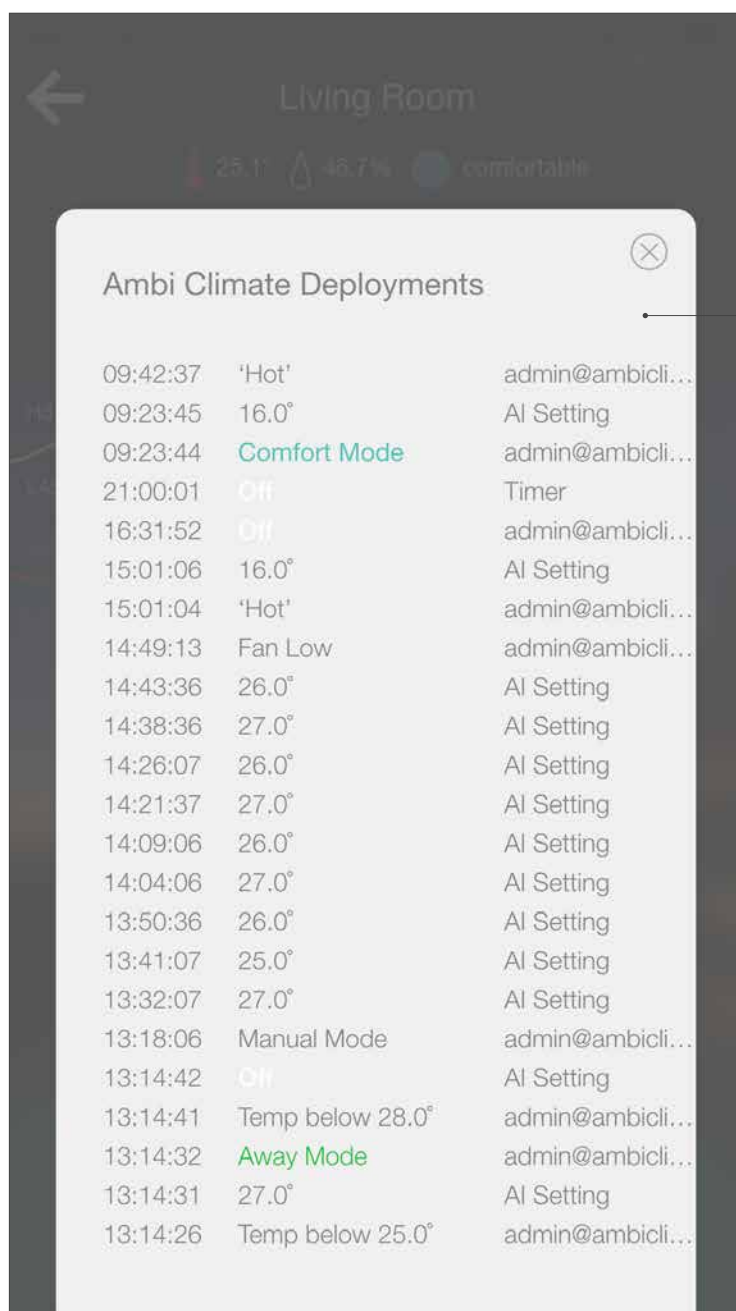 Living Room
25.1° 46.7% comfortable
Ambi Climate Deployments
09:42:37 ‘Hot’ admin@ambicli...
09:23:45 16.0° AI Setting
09:23:44 Comfort Mode admin@ambicli...
21:00:01 Off Timer
16:31:52 Off admin@ambicli...
15:01:06 16.0° AI Setting
15:01:04 ‘Hot’ admin@ambicli...
14:49:13 Fan Low admin@ambicli...
14:43:36 26.0° AI Setting
14:38:36 27.0° AI Setting
14:26:07 26.0° AI Setting
14:21:37 27.0° AI Setting
14:09:06 26.0° AI Setting
14:04:06 27.0° AI Setting
13:50:36 26.0° AI Setting
13:41:07 25.0° AI Setting
13:32:07 27.0° AI Setting
13:18:06 Manual Mode admin@ambicli...
13:14:42 Off AI Setting
13:14:41 Temp below 28.0° admin@ambicli...
13:14:32 Away Mode admin@ambicli...
13:14:31 27.0° AI Setting
13:14:26 Temp below 25.0° admin@ambicli...